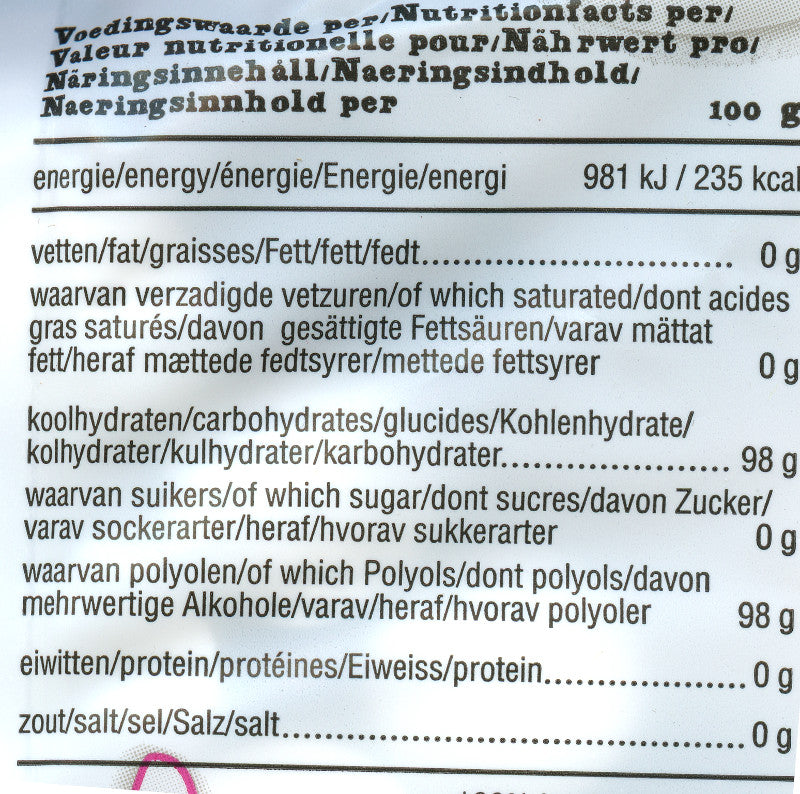 Voedingswaarde per/Nutritionfacts per/
Valeur nutritionelle pour/Nährwert pro/
Näringsinnehåll/Naeringsindhold/
Naeringsinnhold per 100 g
energie/energy/énergie/Energie/energi 981 kJ / 235 kcal
vetten/fat/graisses/Fett/fett/fedt.............................. 0 g
waarvan verzadigde vetzuren/of which saturated/dont acides
gras saturés/davon gesättigte Fettsäuren/varav mättat
fett/heraf mættede fedtsyrer/mettede fettsyrer 0 g
koolhydraten/carbohydrates/glucides/Kohlenhydrate/
kolhydrater/kulhydrater/karbohydrater...................... 98 g
waarvan suikers/of which sugar/dont sucres/davon Zucker/
varav sockerarter/heraf/hvorav sukkerarter 0 g
waarvan polyolen/of which Polyols/dont polyols/davon
mehrwertige Alkohole/varav/heraf/hvorav polyoler 98 g
eiwitten/protein/protéines/Eiweiss/protein.................... 0 g
zout/salt/sel/Salz/salt............................................. 0 g